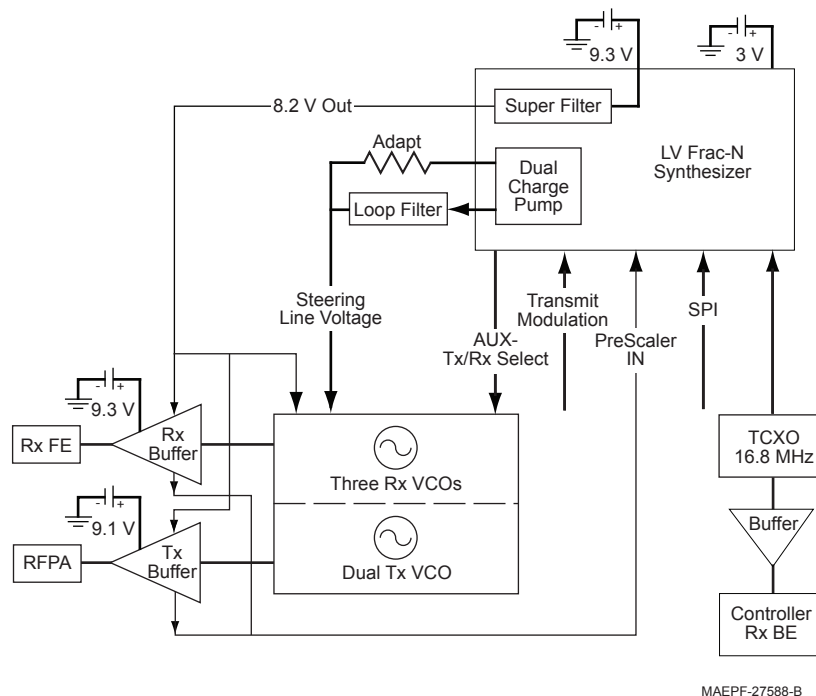 - +
9.3 V
- +
3 V
8.2 V Out
Super Filter
LV Frac-N
Synthesizer
Adapt
Dual
Charge
Pump
Loop Filter
Steering
Line Voltage
AUX-
Tx/Rx Select
Transmit
Modulation
PreScaler
IN
SPI
- +
9.3 V
Rx FE
Rx
Buffer
Three Rx VCOs
TCXO
16.8 MHz
- +
9.1 V
RFPA
Tx
Buffer
Dual Tx VCO
Buffer
Controller
Rx BE
MAEPF-27588-B